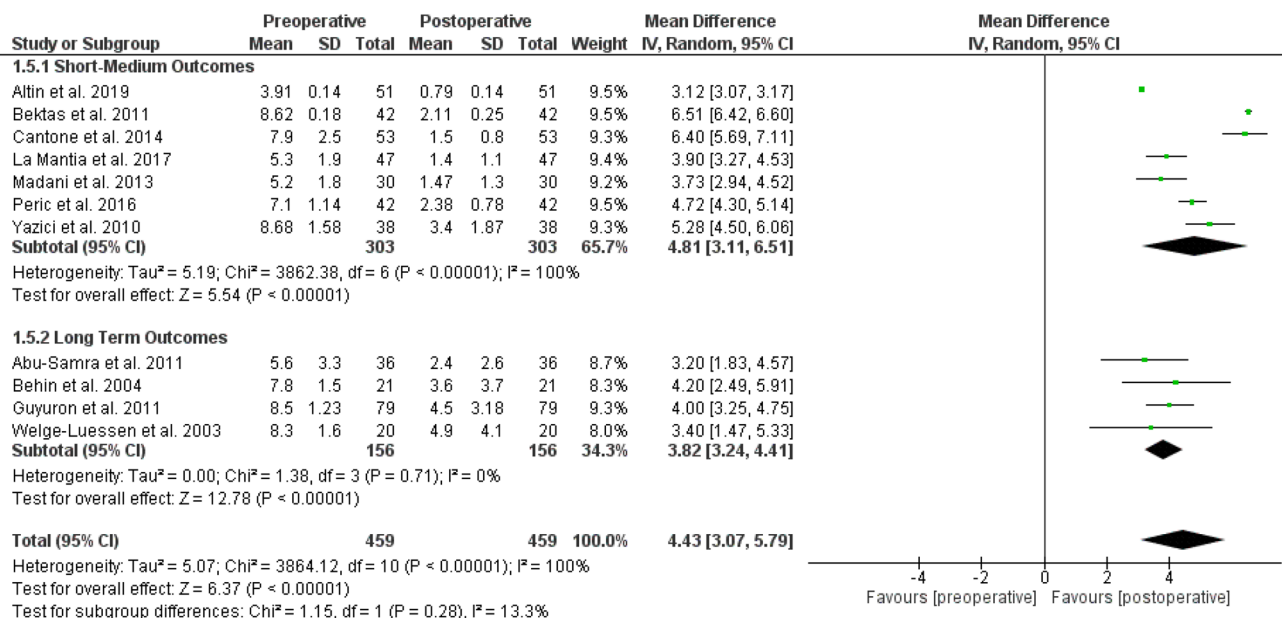 Preoperative Postoperative Mean Difference Mean Difference
Study or Subgroup Mean SD Total Mean SD Total Weight IV, Random, 95% CI IV, Random, 95% CI
1.5.1 Short-Medium Outcomes
Altin et al. 2019 3.91 0.14 51 0.79 0.14 51 9.5% 3.12 [3.07, 3.17]
Bektas et al. 2011 8.62 0.18 42 2.11 0.25 42 9.5% 6.51 [6.42, 6.60]
Cantone et al. 2014 7.9 2.5 53 1.5 0.8 53 9.3% 6.40 [5.69, 7.11]
La Mantia et al. 2017 5.3 1.9 47 1.4 1.1 47 9.4% 3.90 [3.27, 4.53]
Madani et al. 2013 5.2 1.8 30 1.47 1.3 30 9.2% 3.73 [2.94, 4.52]
Peric et al. 2016 7.1 1.14 42 2.38 0.78 42 9.5% 4.72 [4.30, 5.14]
Yazici et al. 2010 8.68 1.58 38 3.4 1.87 38 9.3% 5.28 [4.50, 6.06]
Subtotal (95% CI) 303 303 65.7% 4.81 [3.11, 6.51]
Heterogeneity: Tau² = 5.19; Chi² = 3862.38, df = 6 (P < 0.00001); I² = 100%
Test for overall effect: Z = 5.54 (P < 0.00001)
1.5.2 Long Term Outcomes
Abu-Samra et al. 2011 5.6 3.3 36 2.4 2.6 36 8.7% 3.20 [1.83, 4.57]
Behin et al. 2004 7.8 1.5 21 3.6 3.7 21 8.3% 4.20 [2.49, 5.91]
Guyuron et al. 2011 8.5 1.23 79 4.5 3.18 79 9.3% 4.00 [3.25, 4.75]
Welge-Luessen et al. 2003 8.3 1.6 20 4.9 4.1 20 8.0% 3.40 [1.47, 5.33]
Subtotal (95% CI) 156 156 34.3% 3.82 [3.24, 4.41]
Heterogeneity: Tau² = 0.00; Chi² = 1.38, df = 3 (P = 0.71); I² = 0%
Test for overall effect: Z = 12.78 (P < 0.00001)
Total (95% CI) 459 459 100.0% 4.43 [3.07, 5.79]
Heterogeneity: Tau² = 5.07; Chi² = 3864.12, df = 10 (P < 0.00001); I² = 100%
Test for overall effect: Z = 6.37 (P < 0.00001)
Test for subgroup differences: Chi² = 1.15, df = 1 (P = 0.28), I² = 13.3%
-4 -2 0 2 4
Favours [preoperative] Favours [postoperative]